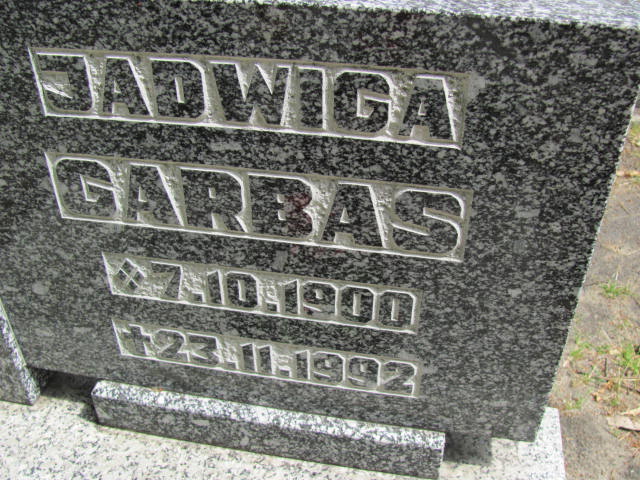 JADWIGA
GARBAS
* 7.10.1900
✝ 23.11.1992